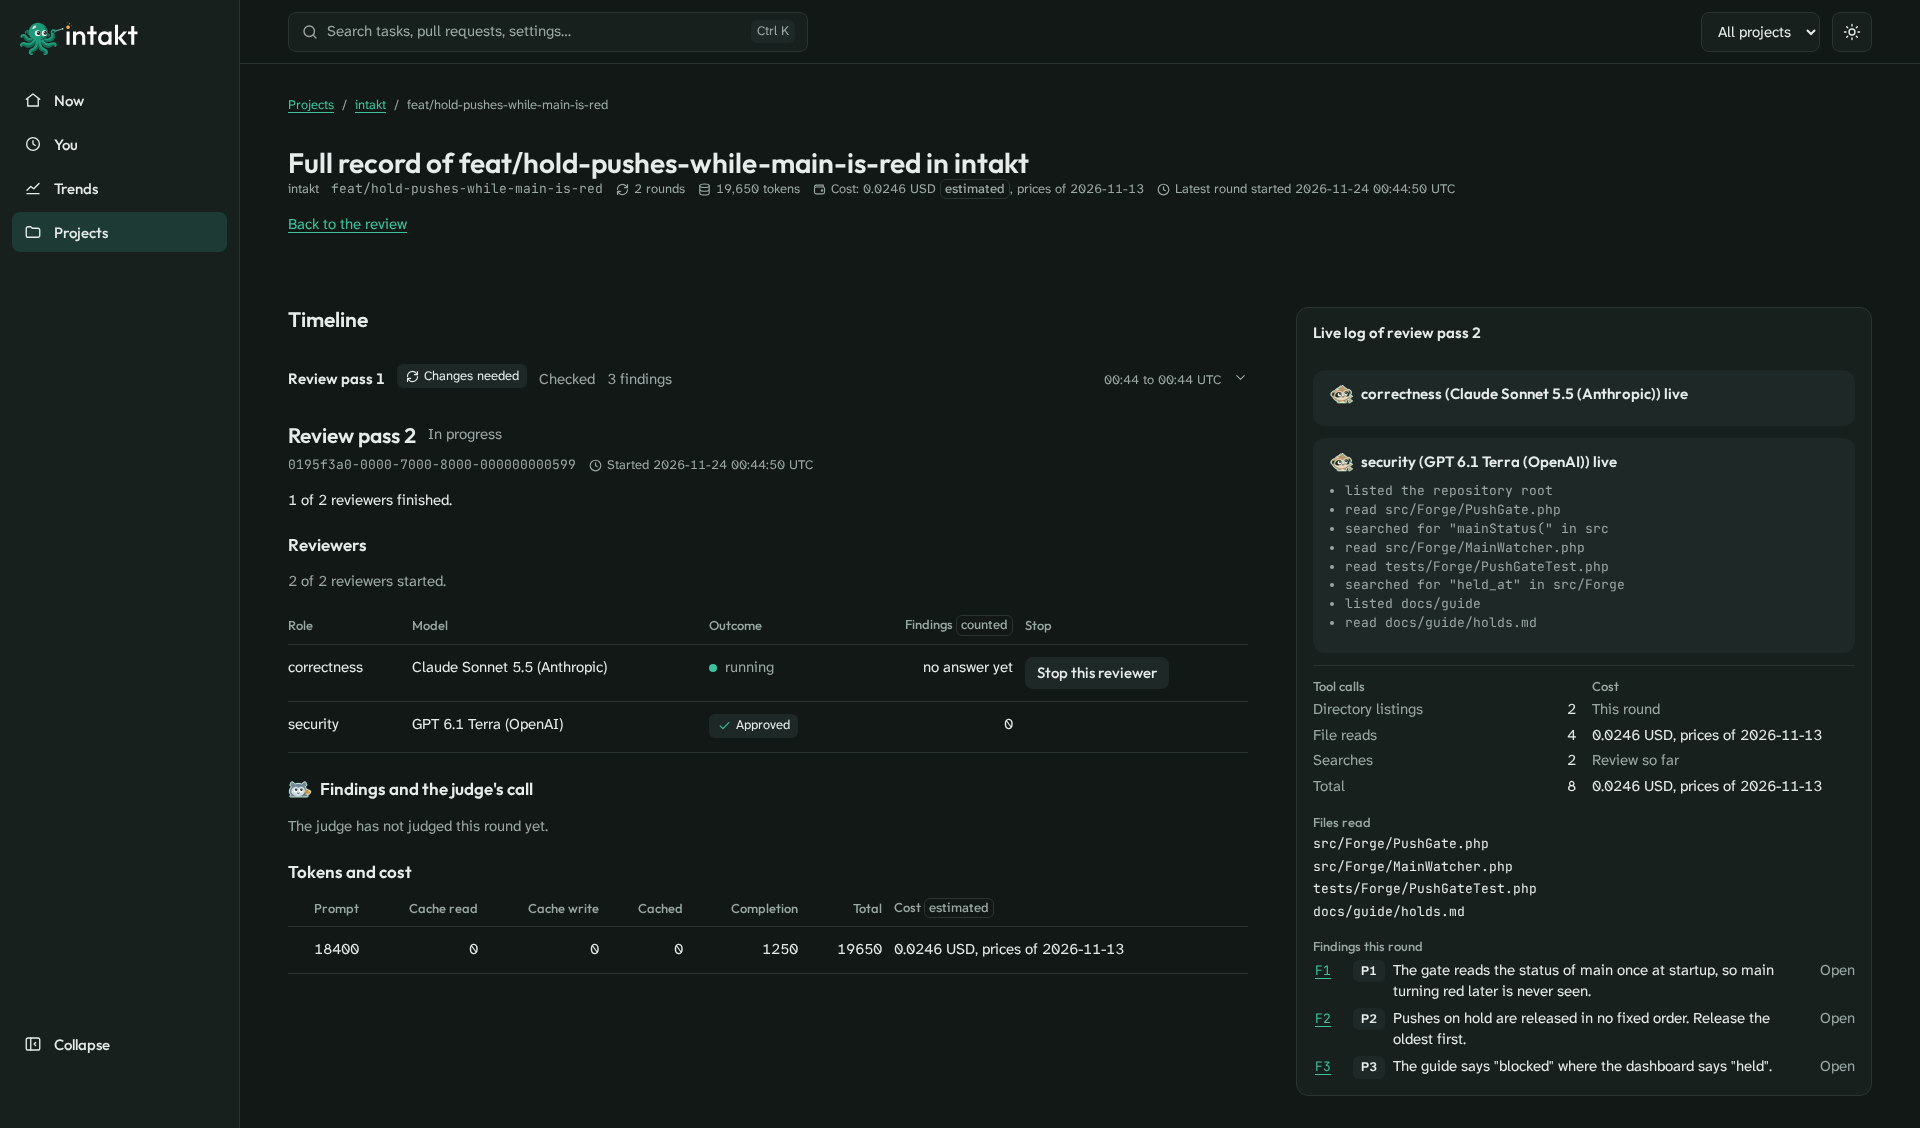 intakt
Now
You
Trends
Projects
Collapse
Search tasks, pull requests, settings...
Ctrl K
All projects
Projects / intakt / feat/hold-pushes-while-main-is-red
Full record of feat/hold-pushes-while-main-is-red in intakt
intakt feat/hold-pushes-while-main-is-red 2 rounds 19,650 tokens Cost: 0.0246 USD estimated, prices of 2026-11-13 Latest round started 2026-11-24 00:44:50 UTC
Back to the review
Timeline
Review pass 1 Changes needed Checked 3 findings 00:44 to 00:44 UTC
Review pass 2 In progress
0195f3a0-0000-7000-8000-000000000599 Started 2026-11-24 00:44:50 UTC
1 of 2 reviewers finished.
Reviewers
2 of 2 reviewers started.
Role Model Outcome Findings counted Stop
correctness Claude Sonnet 5.5 (Anthropic) running no answer yet Stop this reviewer
security GPT 6.1 Terra (OpenAI) Approved 0
Findings and the judge's call
The judge has not judged this round yet.
Tokens and cost
Prompt Cache read Cache write Cached Completion Total Cost estimated
18400 0 0 0 1250 19650 0.0246 USD, prices of 2026-11-13
Live log of review pass 2
correctness (Claude Sonnet 5.5 (Anthropic)) live
security (GPT 6.1 Terra (OpenAI)) live
• listed the repository root
• read src/Forge/PushGate.php
• searched for "mainStatus(" in src
• read src/Forge/MainWatcher.php
• read tests/Forge/PushGateTest.php
• searched for "held_at" in src/Forge
• listed docs/guide
• read docs/guide/holds.md
Tool calls Cost
Directory listings 2 This round
File reads 4 0.0246 USD, prices of 2026-11-13
Searches 2 Review so far
Total 8 0.0246 USD, prices of 2026-11-13
Files read
src/Forge/PushGate.php
src/Forge/MainWatcher.php
tests/Forge/PushGateTest.php
docs/guide/holds.md
Findings this round
F1 P1 The gate reads the status of main once at startup, so main Open
turning red later is never seen.
F2 P2 Pushes on hold are released in no fixed order. Release the Open
oldest first.
F3 P3 The guide says "blocked" where the dashboard says "held". Open